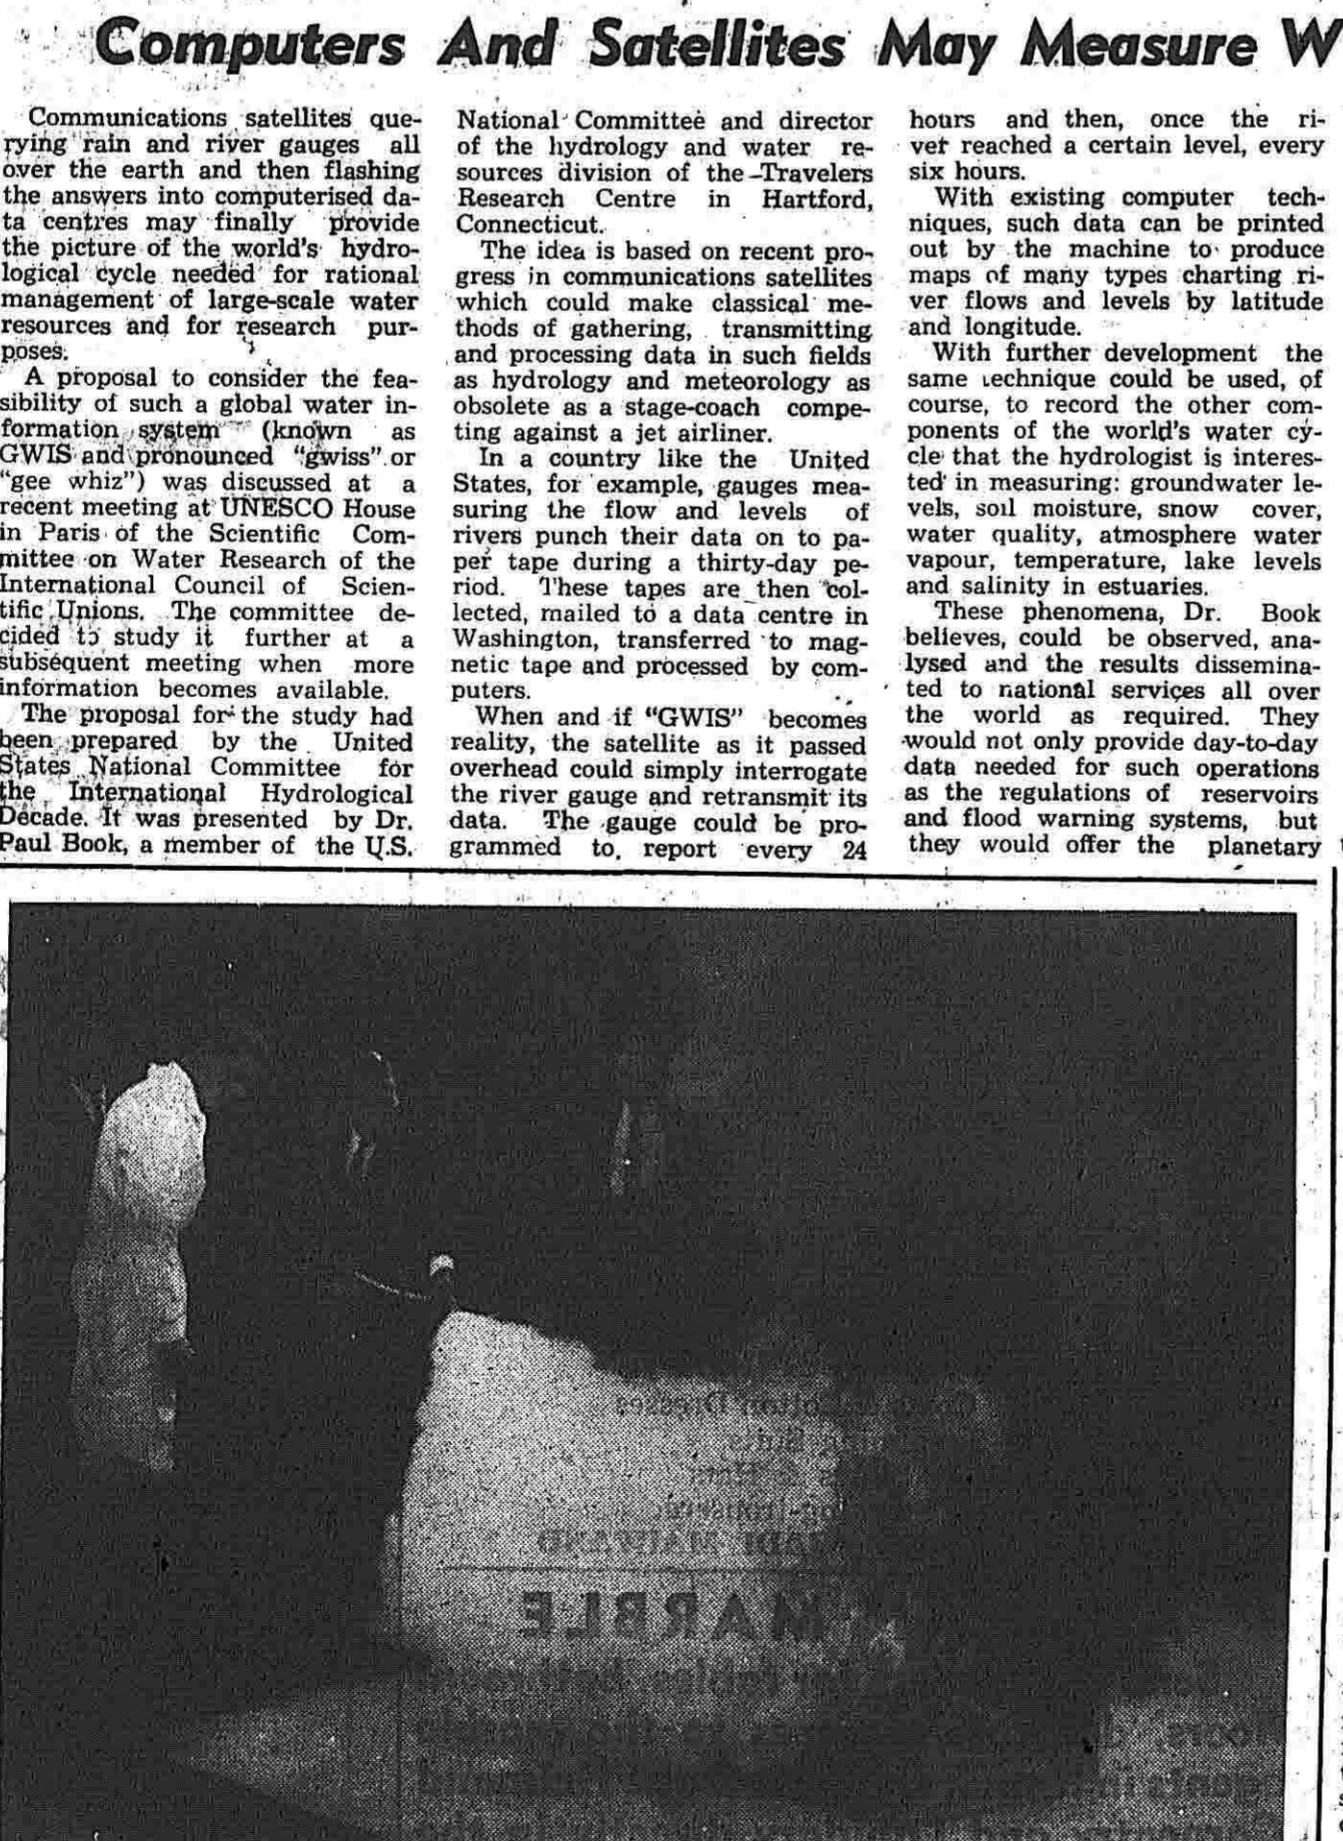 Computers And Satellites May Measure W
Communications satellites que-
rying rain and river gauges all
over the earth and then flashing
the answers into computerised da-
ta centres may finally provide
the picture of the world's hydro-
logical cycle needed for rational
management of large-scale water
resources and for research pur-
poses.
A proposal to consider the fea-
sibility of such a global water in-
formation system (known as
GWIS and pronounced "gwiss" or
"gee whiz") was discussed at a
recent meeting at UNESCO House
in Paris of the Scientific Com-
mittee on Water Research of the
International Council of Scien-
tific Unions. The committee de-
cided to study it further at a
subsequent meeting when more
information becomes available.
The proposal for the study had
been prepared by the United
States National Committee for
the International Hydrological
Decade. It was presented by Dr.
Paul Book, a member of the U.S.
National Committee and director
of the hydrology and water re-
sources division of the Travelers
Research Centre in Hartford,
Connecticut.
The idea is based on recent pro-
gress in communications satellites
which could make classical me-
thods of gathering, transmitting
and processing data in such fields
as hydrology and meteorology as
obsolete as a stage-coach compe-
ting against a jet airliner.
In a country like the United
States, for example, gauges mea-
suring the flow and levels of
rivers punch their data on to pa-
per tape during a thirty-day pe-
riod. These tapes are then col-
lected, mailed to a data centre in
Washington, transferred to mag-
netic tape and processed by com-
puters.
When and if "GWIS" becomes
reality, the satellite as it passed
overhead could simply interrogate
the river gauge and retransmit its
data. The gauge could be pro-
grammed to report every 24
hours and then, once the ri-
ver reached a certain level, every
six hours.
With existing computer tech-
niques, such data can be printed
out by the machine to produce
maps of many types charting ri-
ver flows and levels by latitude
and longitude.
With further development the
same technique could be used, of
course, to record the other com-
ponents of the world's water cy-
cle that the hydrologist is interes-
ted in measuring: groundwater le-
vels, soil moisture, snow cover,
water quality, atmosphere water
vapour, temperature, lake levels
and salinity in estuaries.
These phenomena, Dr. Book
believes, could be observed, ana-
lysed and the results dissemina-
ted to national services all over
the world as required. They
would not only provide day-to-day
data needed for such operations
as the regulations of reservoirs
and flood warning systems, but
they would offer the planetary
Cotton Dresses
MARBLE